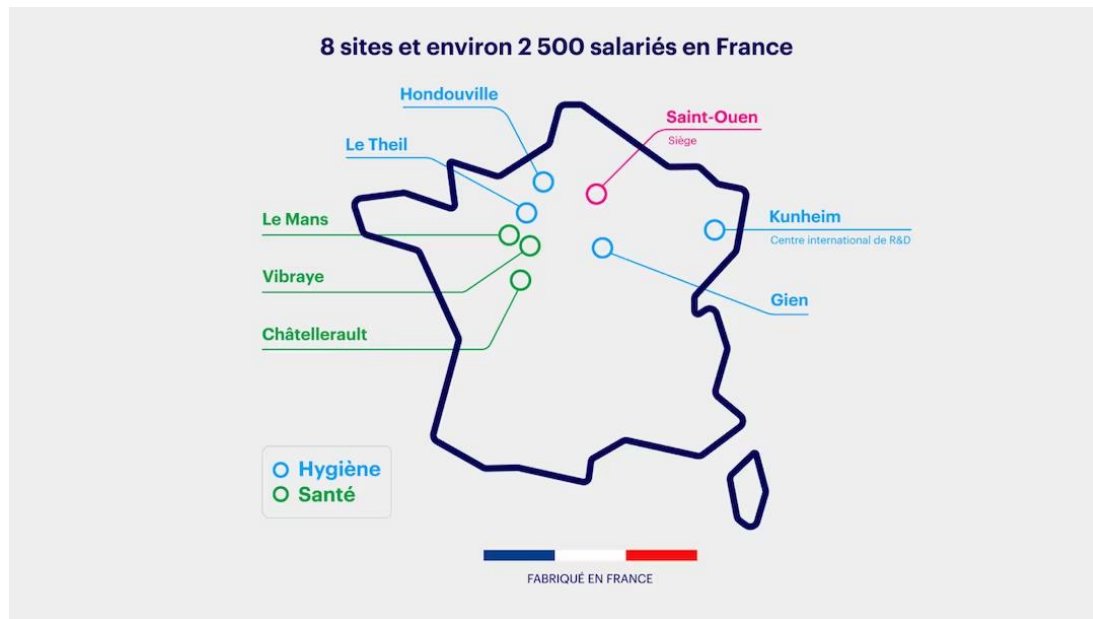 8 sites et environ 2 500 salariés en France
Hondouville
Saint-Ouen
Siège
Le Theil
Le Mans
Kunheim
Centre international de R&D
Vibraye
Gien
Châtellerault
Hygiène
Santé
FABRIQUÉ EN FRANCE